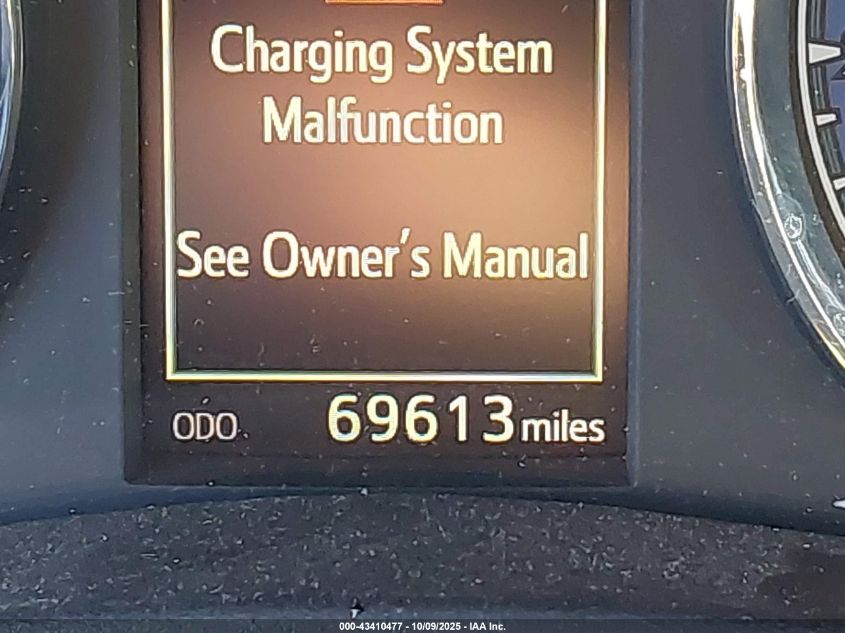 Charging System
Malfunction
See Owner's Manual
ODO 69613 miles
000-43410477 - 10/09/2025 - IAA Inc.